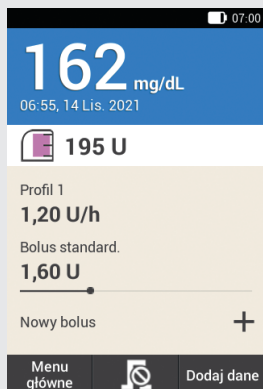 07:00
162 mg/dL
06:55, 14 Lis. 2021
195 U
Profil 1
1,20 U/h
Bolus standard.
1,60 U
Nowy bolus
Menu
główne
Dodaj dane